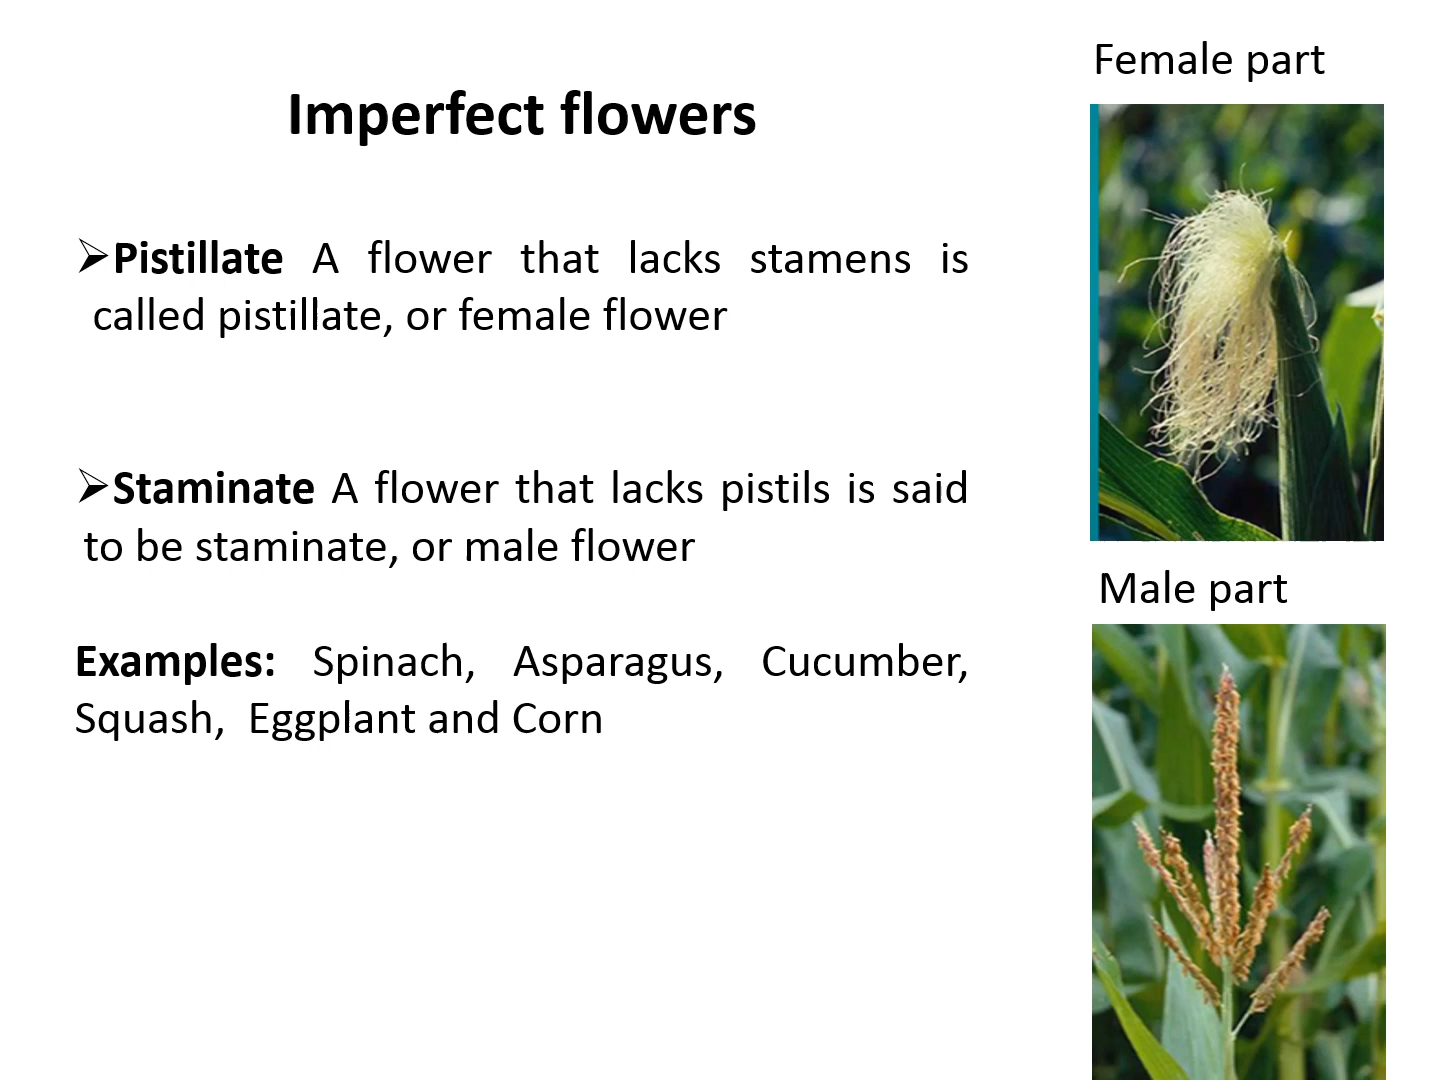 Imperfect flowers
➢Pistillate A flower that lacks stamens is
called pistillate, or female flower
➢Staminate A flower that lacks pistils is said
to be staminate, or male flower
Examples: Spinach, Asparagus, Cucumber,
Squash, Eggplant and Corn
Female part
Male part